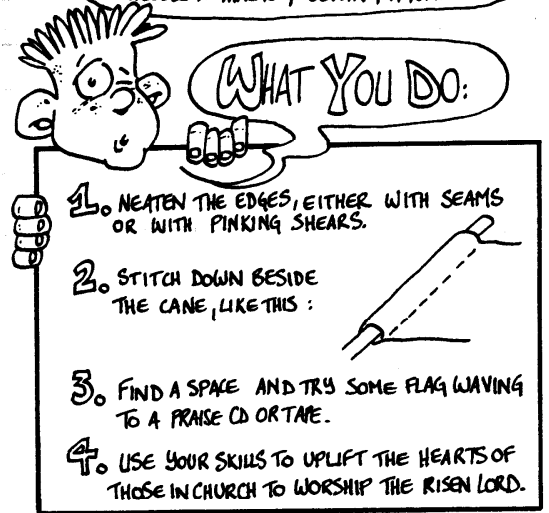 WHAT YOU DO:
1. NEATEN THE EDGES, EITHER WITH SEAMS
OR WITH PINKING SHEARS.
2. STITCH DOWN BESIDE
THE CANE, LIKE THIS :
3. FIND A SPACE AND TRY SOME FLAG WAVING
TO A PRAISE CD OR TAPE.
4. USE YOUR SKILLS TO UPLIFT THE HEARTS OF
THOSE IN CHURCH TO WORSHIP THE RISEN LORD.